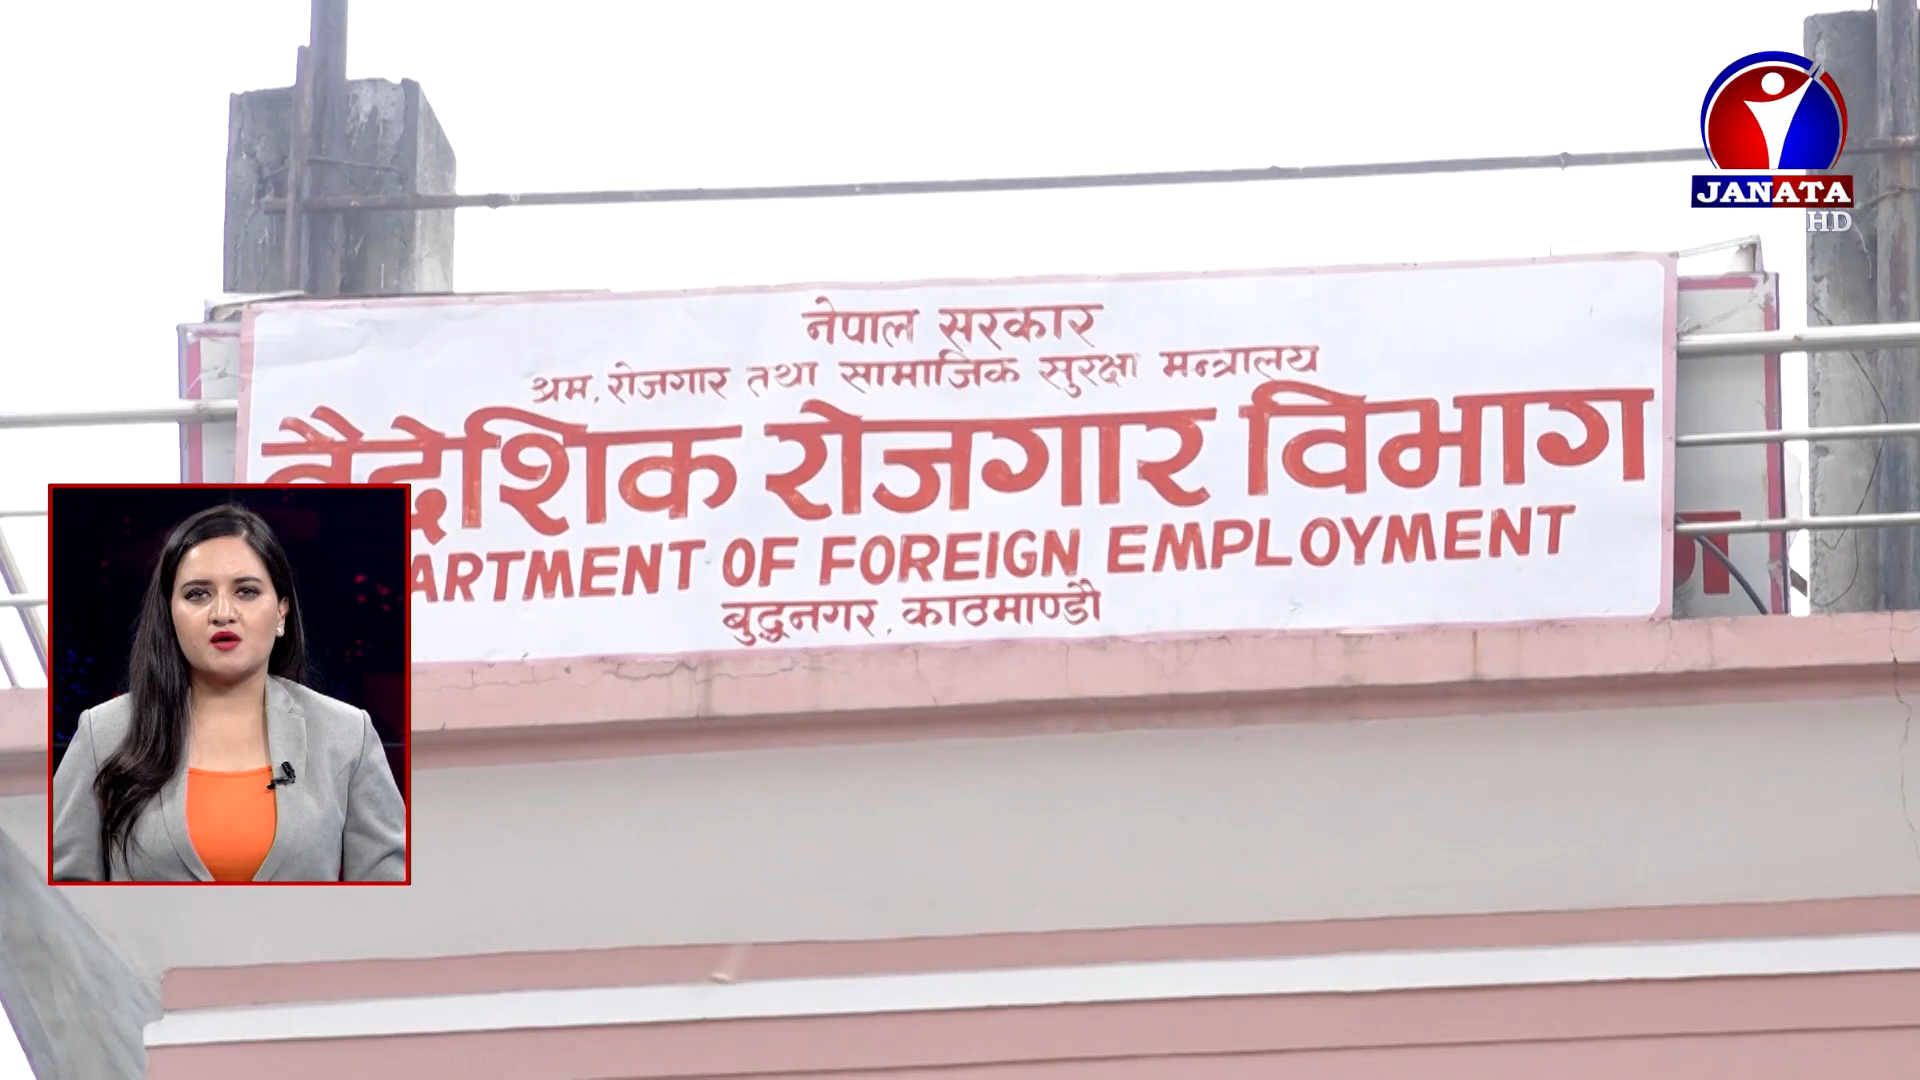 JANATA
HD
नेपाल सरकार
श्रम, रोजगार तथा सामाजिक सुरक्षा मन्त्रालय
वैदेशिक रोजगार विभाग
ARTMENT OF FOREIGN EMPLOYMENT
बुद्धनगर, काठमाण्डौ